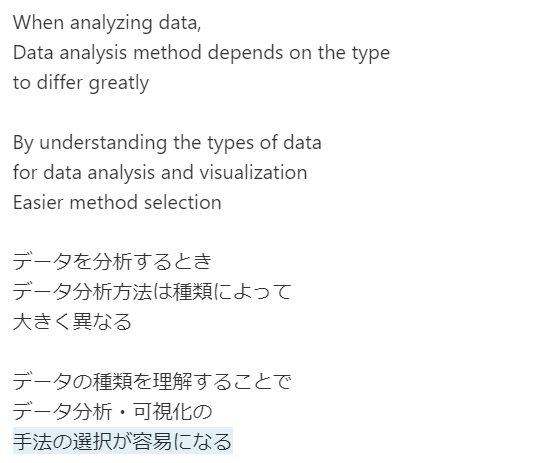 When analyzing data,
Data analysis method depends on the type
to differ greatly
By understanding the types of data
for data analysis and visualization
Easier method selection
データを分析するとき
データ分析方法は種類によって
大きく異なる
データの種類を理解することで
データ分析・可視化の
手法の選択が容易になる